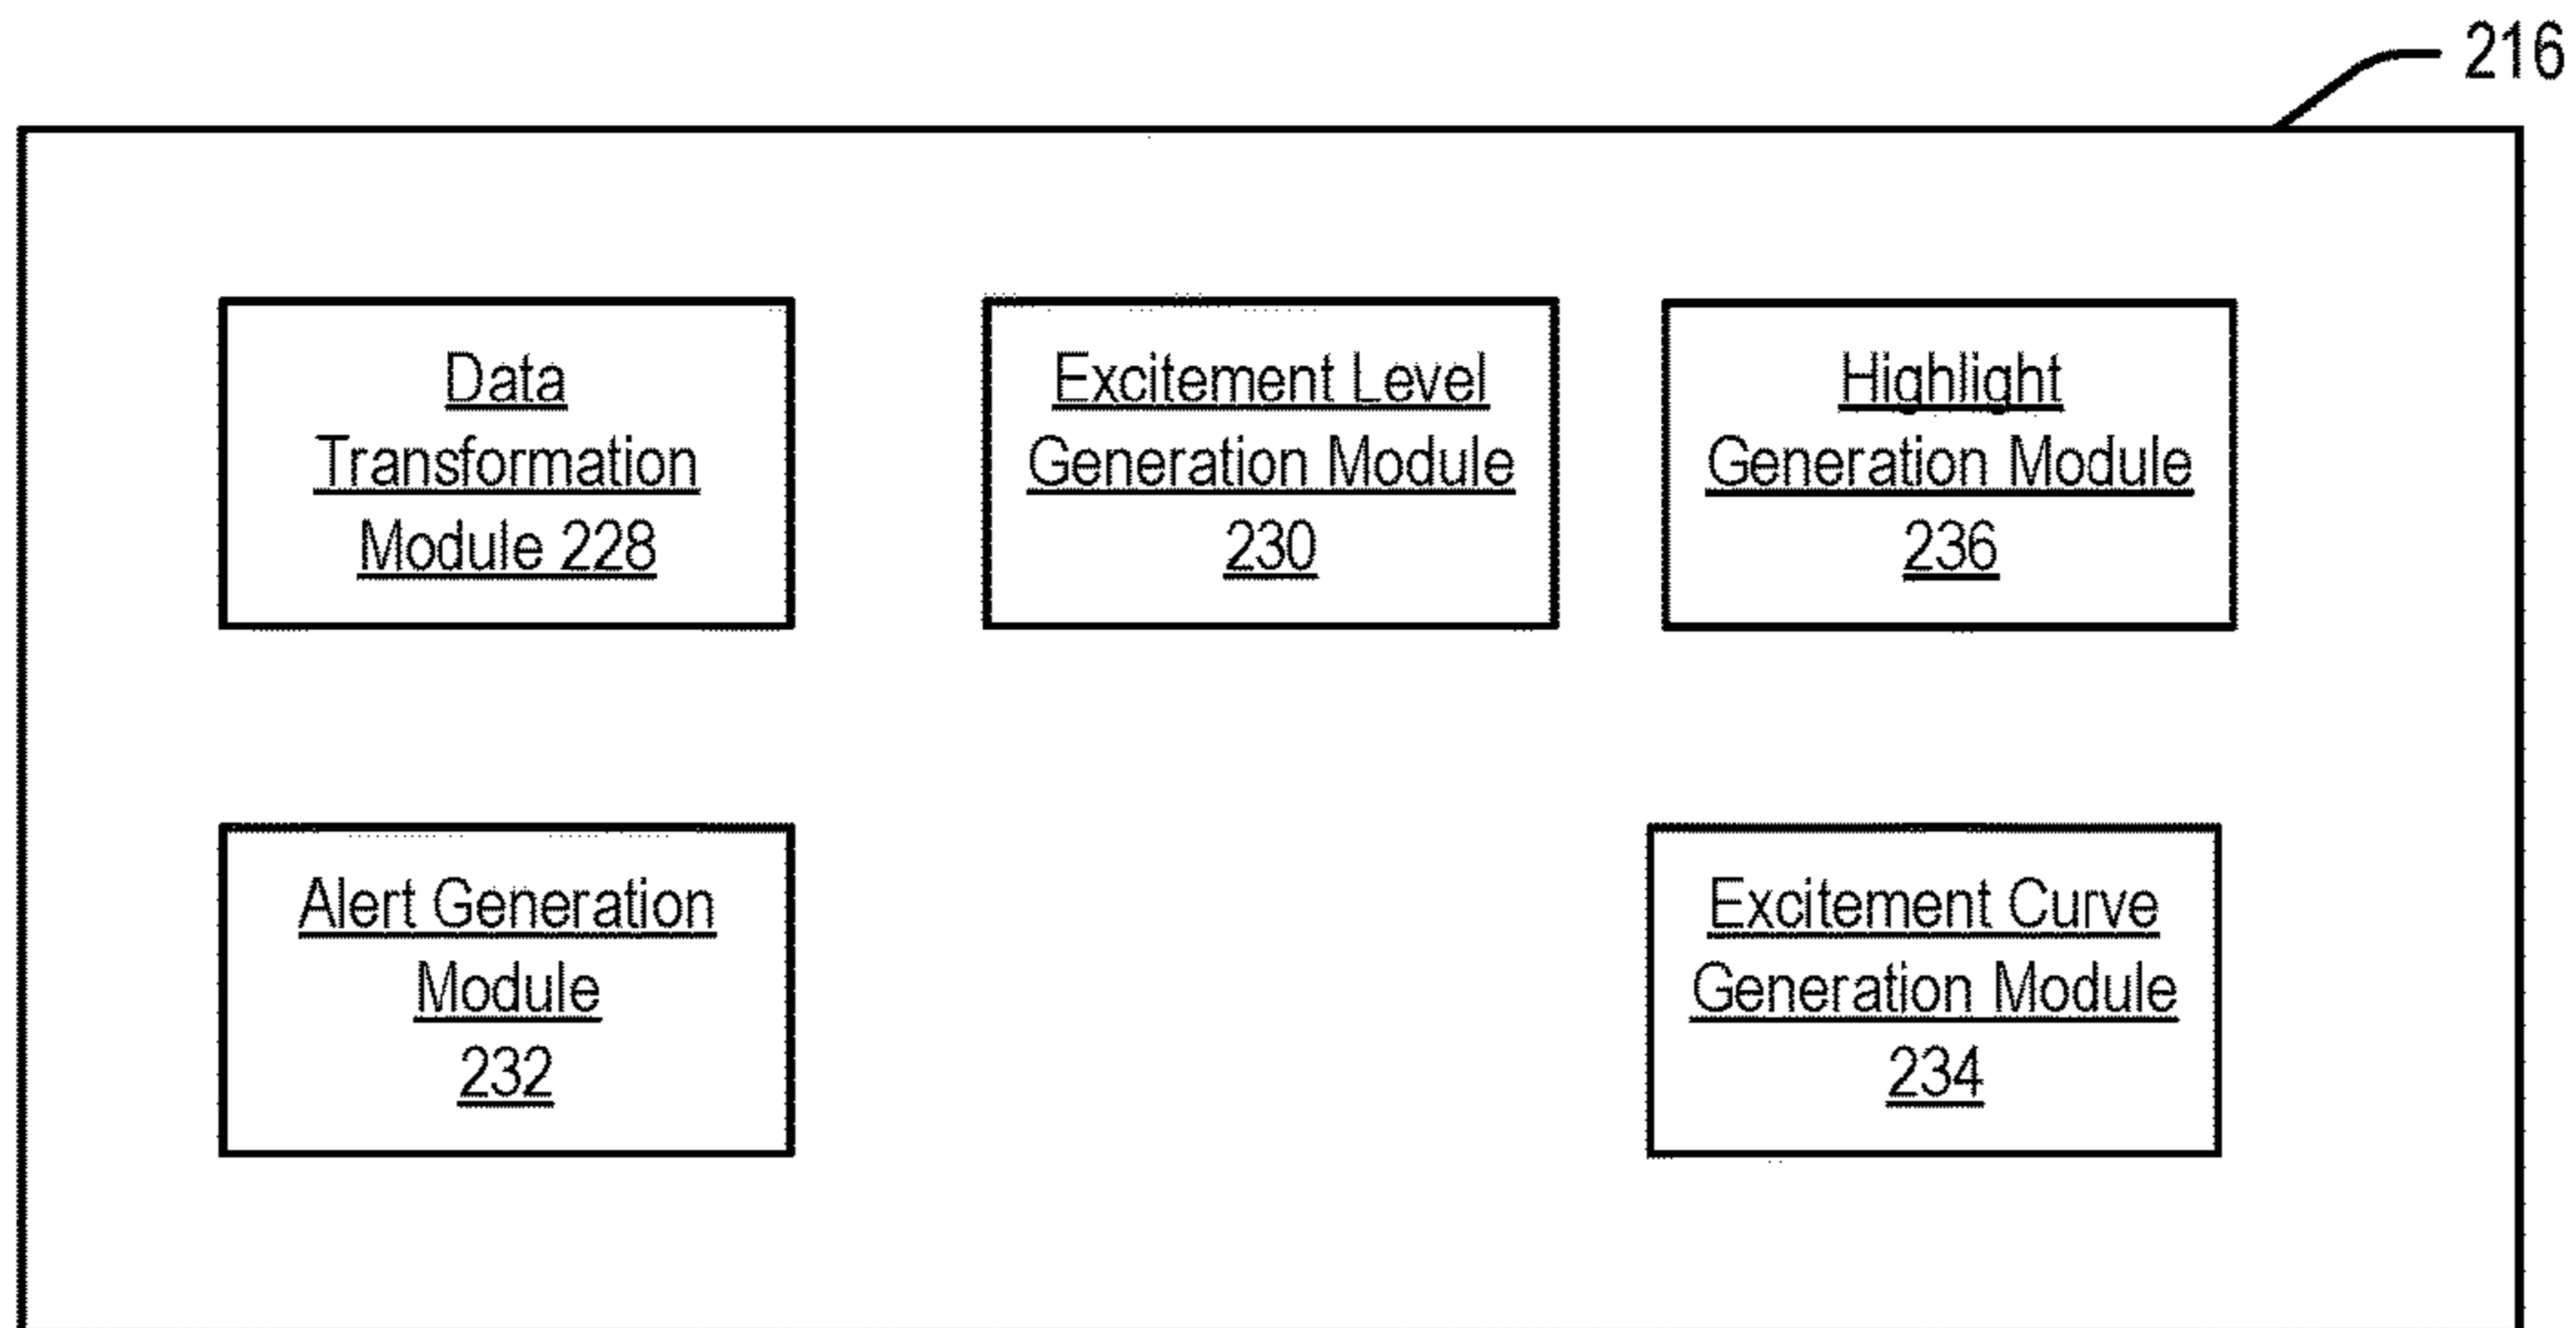 216
Data
Transformation
Module 228
Excitement Level
Generation Module
230
Highlight
Generation Module
236
Alert Generation
Module
232
Excitement Curve
Generation Module
234